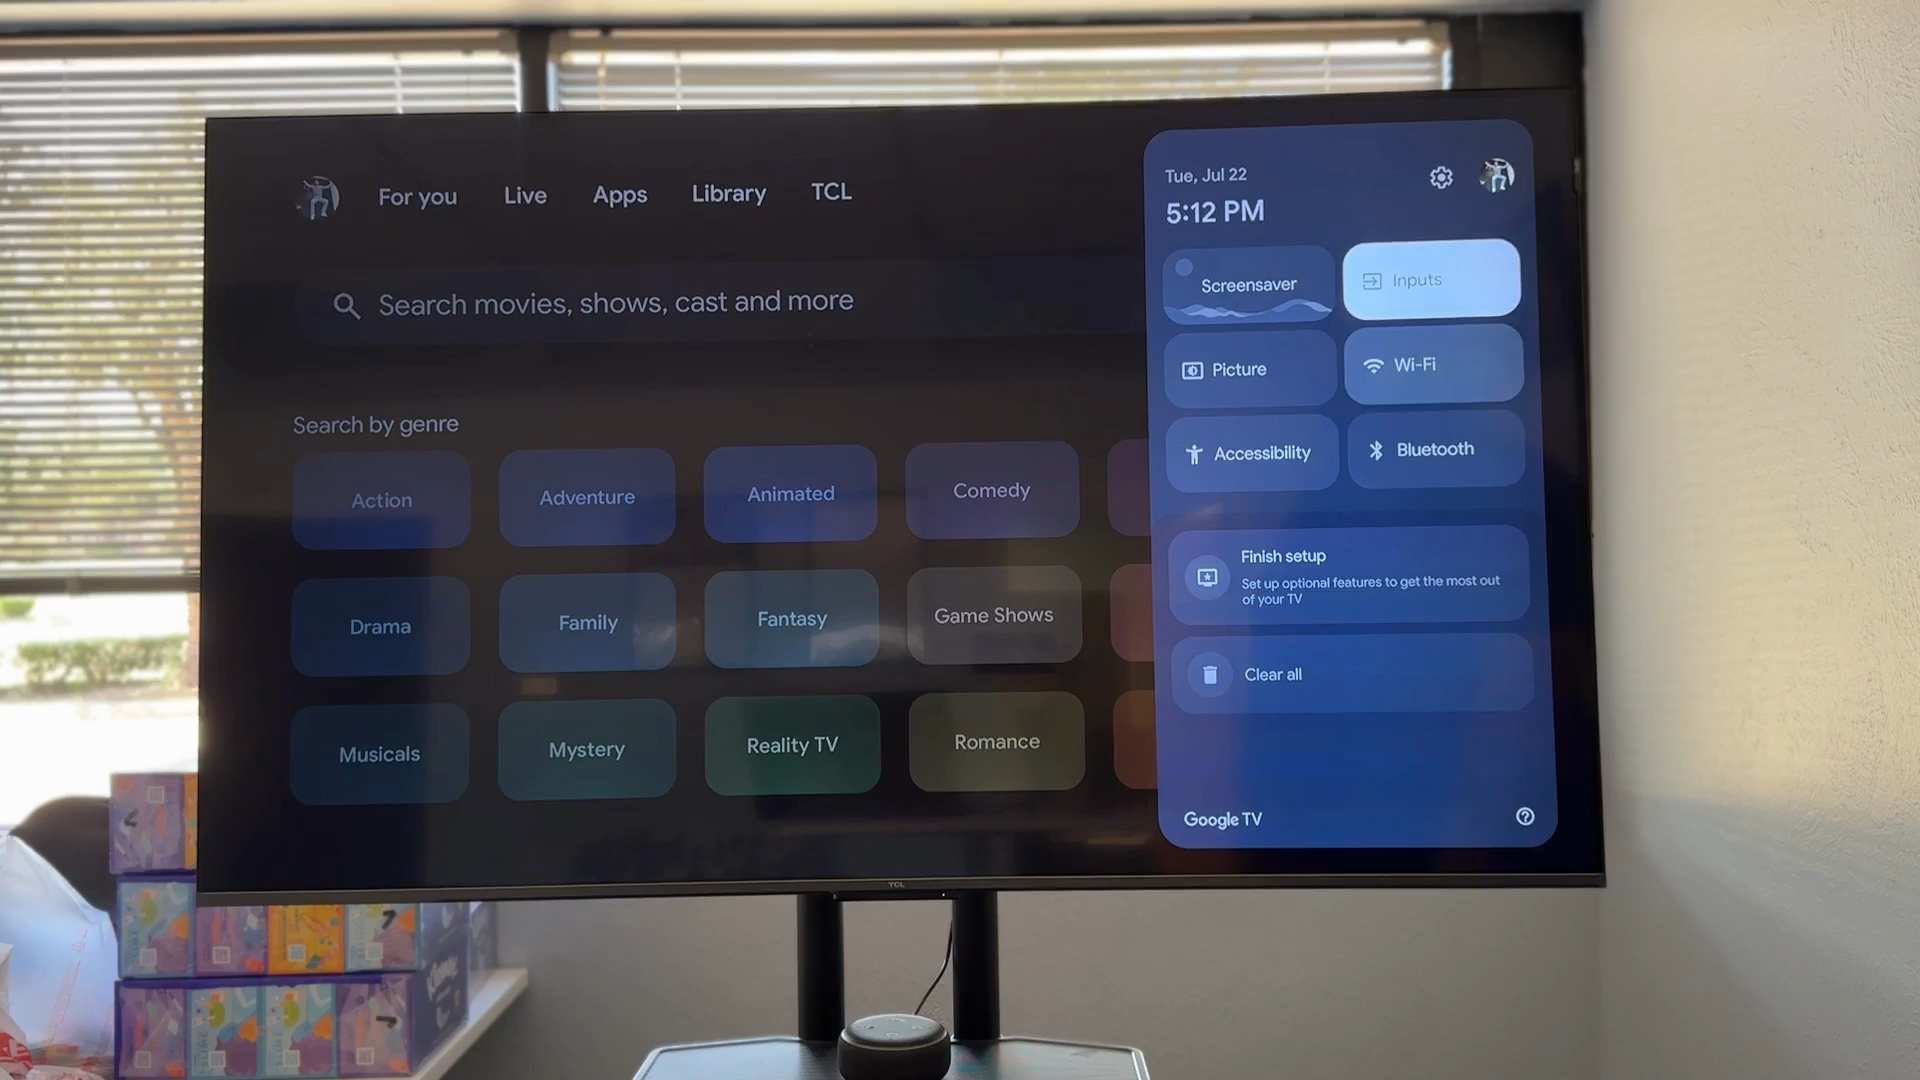 For you Live Apps Library TCL
Search movies, shows, cast and more
Search by genre
Action Adventure Animated Comedy
Drama Family Fantasy Game Shows
Musicals Mystery Reality TV Romance
Tue, Jul 22
5:12 PM
Screensaver Inputs
Picture Wi-Fi
Accessibility Bluetooth
Finish setup
Set up optional features to get the most out
of your TV
Clear all
Google TV
TCL
Kleenex